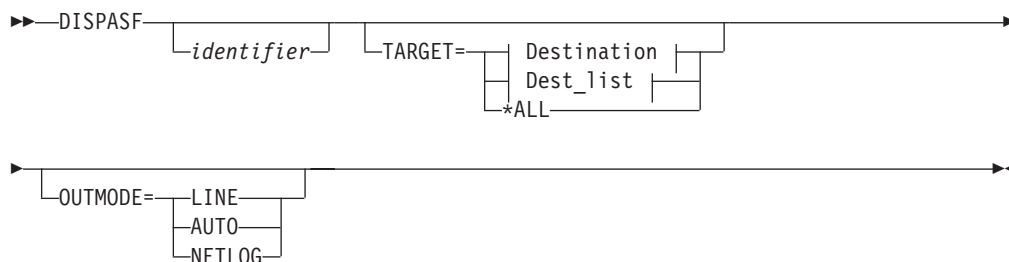 DISPASF
identifier
TARGET=
Destination
Dest_list
*ALL
OUTMODE=
LINE
AUTO
NETLOG